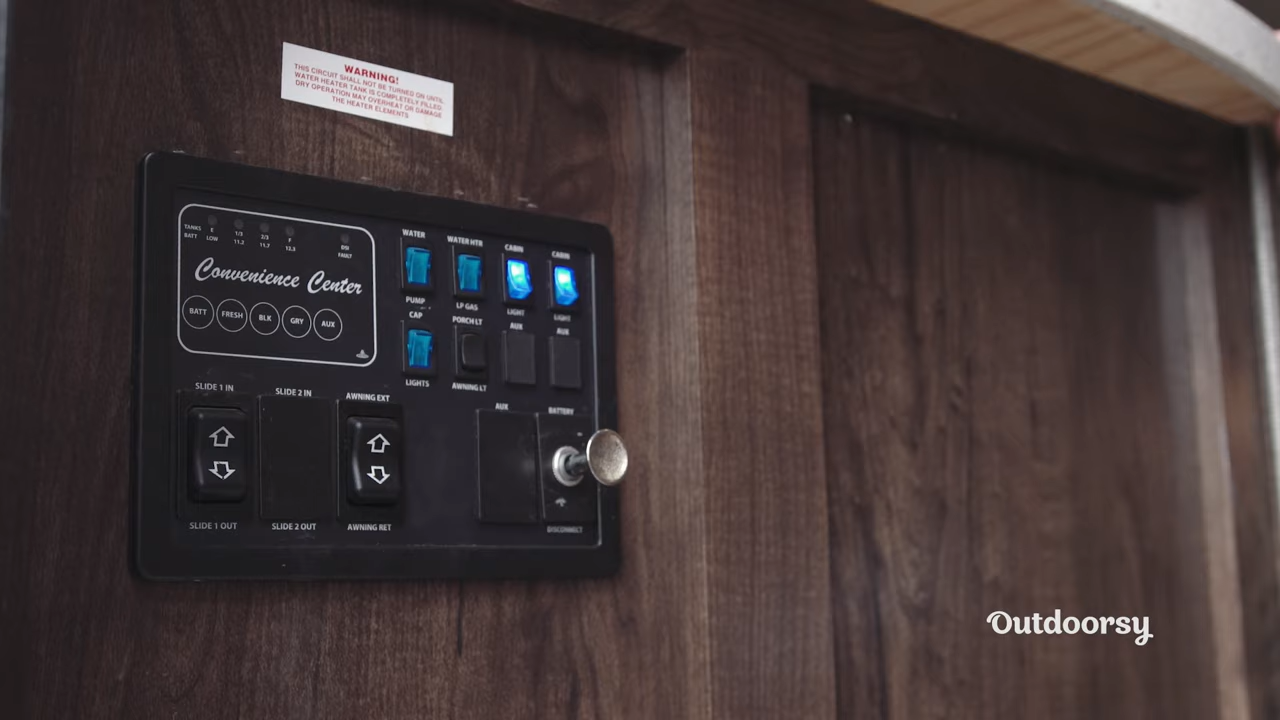 WARNING!
THIS CIRCUIT SHALL NOT BE TURNED ON UNTIL
WATER HEATER TANK IS COMPLETELY FILLED.
DRY OPERATION MAY OVERHEAT OR DAMAGE
THE HEATER ELEMENTS
TANKS E 1/3 2/3 F
BATT LOW 11.2 11.7 12.3 DSI
FAULT
Convenience Center
BATT FRESH BLK GRY AUX
WATER WATER HTR CABIN CABIN
PUMP LP GAS LIGHT LIGHT
CAP PORCH LT AUX AUX
LIGHTS AWNING LT
SLIDE 1 IN SLIDE 2 IN AWNING EXT AUX BATTERY
SLIDE 1 OUT SLIDE 2 OUT AWNING RET DISCONNECT
Outdoorsy